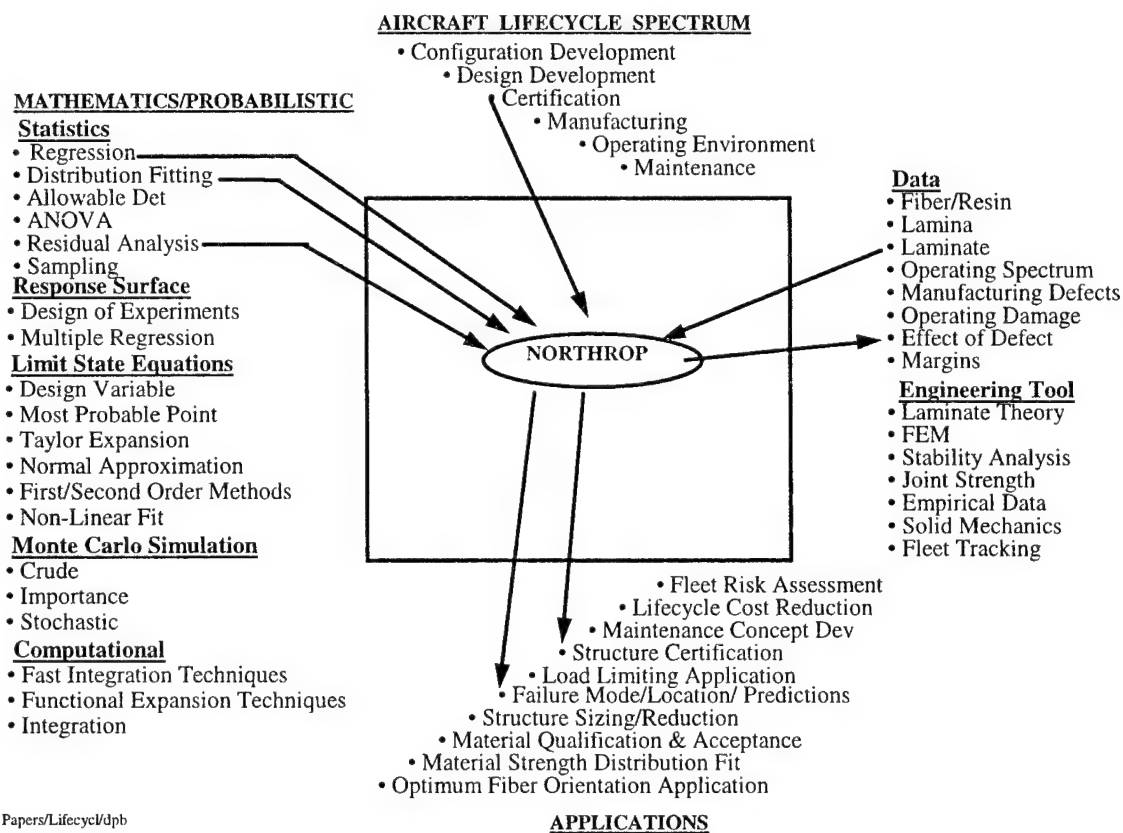 AIRCRAFT LIFECYCLE SPECTRUM
• Configuration Development
• Design Development
• Certification
• Manufacturing
• Operating Environment
• Maintenance
MATHEMATICS/PROBABILISTIC
Statistics
• Regression
• Distribution Fitting
• Allowable Det
• ANOVA
• Residual Analysis
• Sampling
Response Surface
• Design of Experiments
• Multiple Regression
Limit State Equations
• Design Variable
• Most Probable Point
• Taylor Expansion
• Normal Approximation
• First/Second Order Methods
• Non-Linear Fit
Monte Carlo Simulation
• Crude
• Importance
• Stochastic
Computational
• Fast Integration Techniques
• Functional Expansion Techniques
• Integration
NORTHROP
Data
• Fiber/Resin
• Lamina
• Laminate
• Operating Spectrum
• Manufacturing Defects
• Operating Damage
• Effect of Defect
• Margins
Engineering Tool
• Laminate Theory
• FEM
• Stability Analysis
• Joint Strength
• Empirical Data
• Solid Mechanics
• Fleet Tracking
• Fleet Risk Assessment
• Lifecycle Cost Reduction
• Maintenance Concept Dev
• Structure Certification
• Load Limiting Application
• Failure Mode/Location/ Predictions
• Structure Sizing/Reduction
• Material Qualification & Acceptance
• Material Strength Distribution Fit
• Optimum Fiber Orientation Application
APPLICATIONS
Papers/Lifecycl/dpb